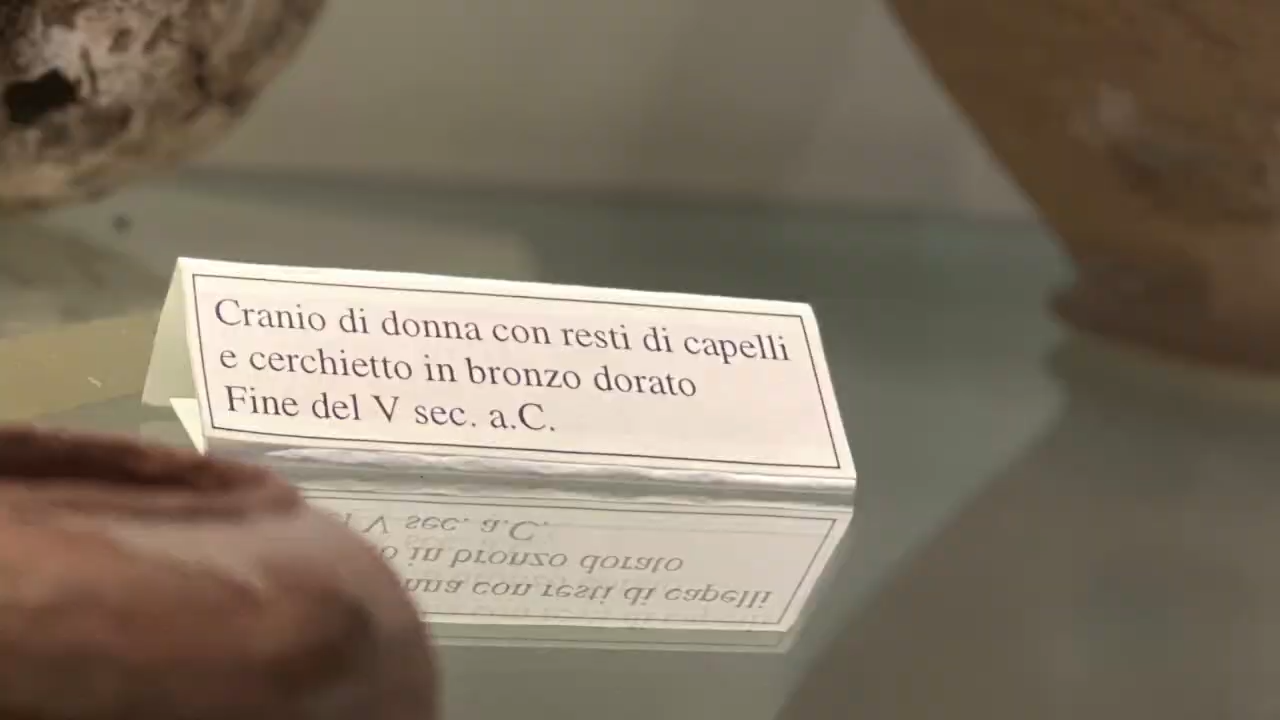 Cranio di donna con resti di capelli
e cerchietto in bronzo dorato
Fine del V sec. a.C.